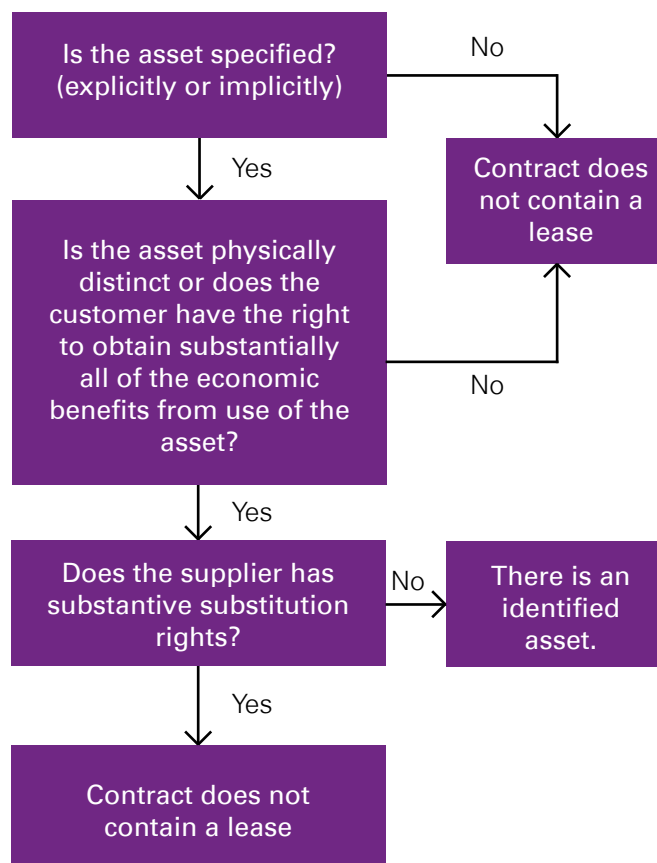 Is the asset specified?
(explicitly or implicitly)
No
Yes
Contract does
not contain a
lease
Is the asset physically
distinct or does the
customer have the right
to obtain substantially
all of the economic
benefits from use of the
asset?
No
Yes
Does the supplier has
substantive substitution
rights?
No
There is an
identified
asset.
Yes
Contract does not
contain a lease